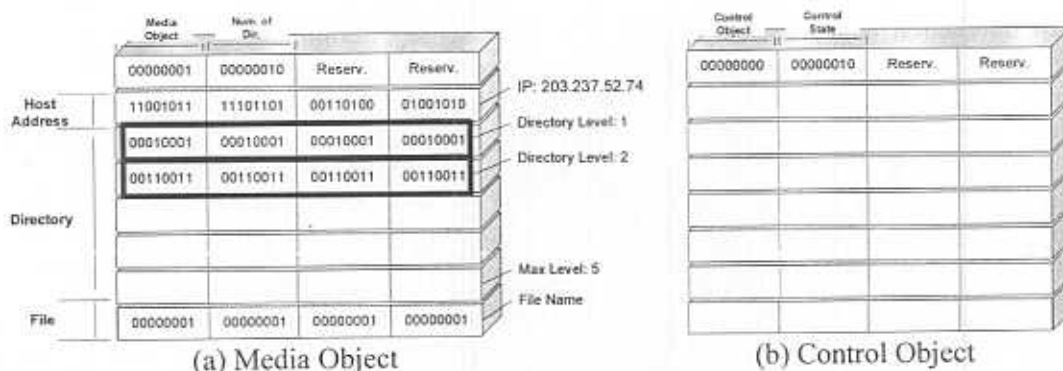 Media Object Num. of Dir.
00000001 00000010 Reserv. Reserv.
Host Address 11001011 11101101 00110100 01001010 IP: 203.237.52.74
00010001 00010001 00010001 00010001 Directory Level: 1
00110011 00110011 00110011 00110011 Directory Level: 2
Directory
Max Level: 5
File 00000001 00000001 00000001 00000001 File Name
(a) Media Object
Control Object Control State
00000000 00000010 Reserv. Reserv.
(b) Control Object